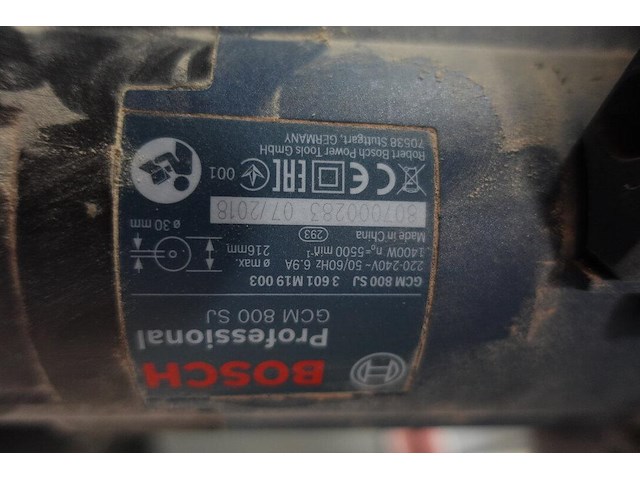 BOSCH
Professional
GCM 800 SJ
GCM 800 SJ 3 601 M19 003
220-240V~ 50/60Hz 6.9A
1400W n₀=5500 min⁻¹
Made in China
293
ø max.
216mm
ø 30 mm
807000283 07/2018
CE EAC 001
Robert Bosch Power Tools GmbH
70538 Stuttgart, GERMANY